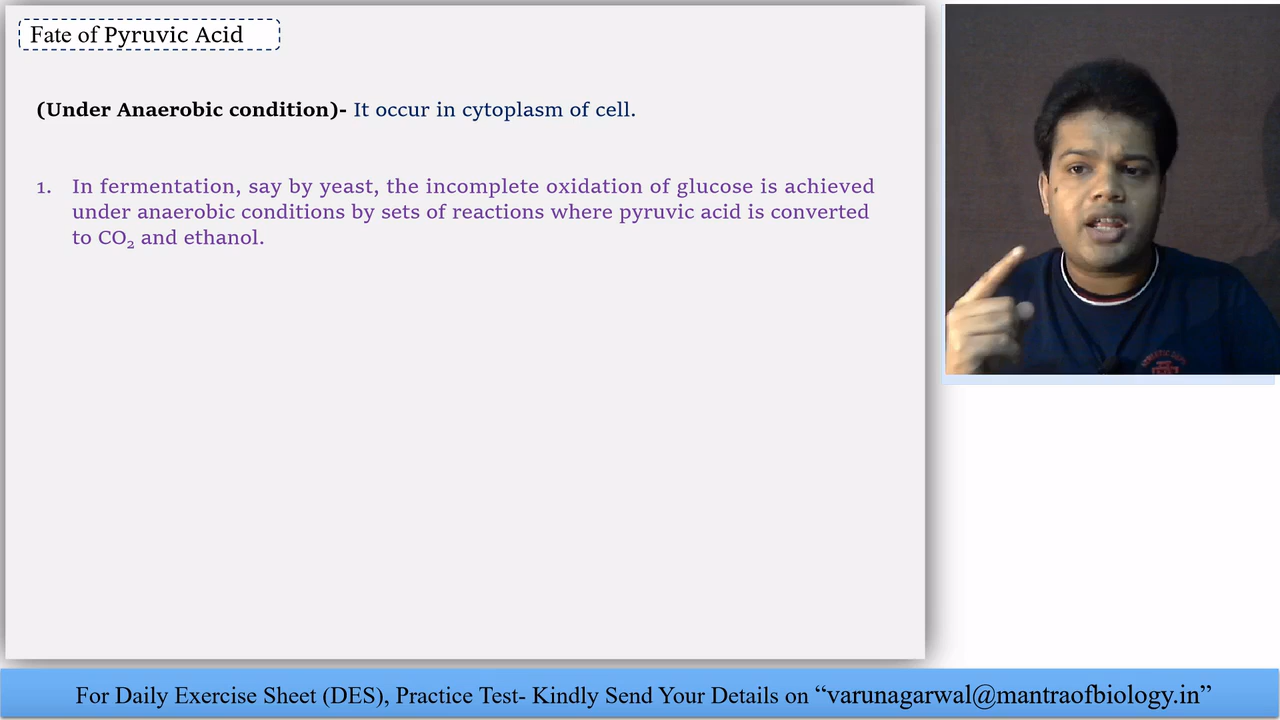 Fate of Pyruvic Acid
(Under Anaerobic condition)- It occur in cytoplasm of cell.
1. In fermentation, say by yeast, the incomplete oxidation of glucose is achieved
under anaerobic conditions by sets of reactions where pyruvic acid is converted
to CO₂ and ethanol.
For Daily Exercise Sheet (DES), Practice Test- Kindly Send Your Details on “varunagarwal@mantraofbiology.in”